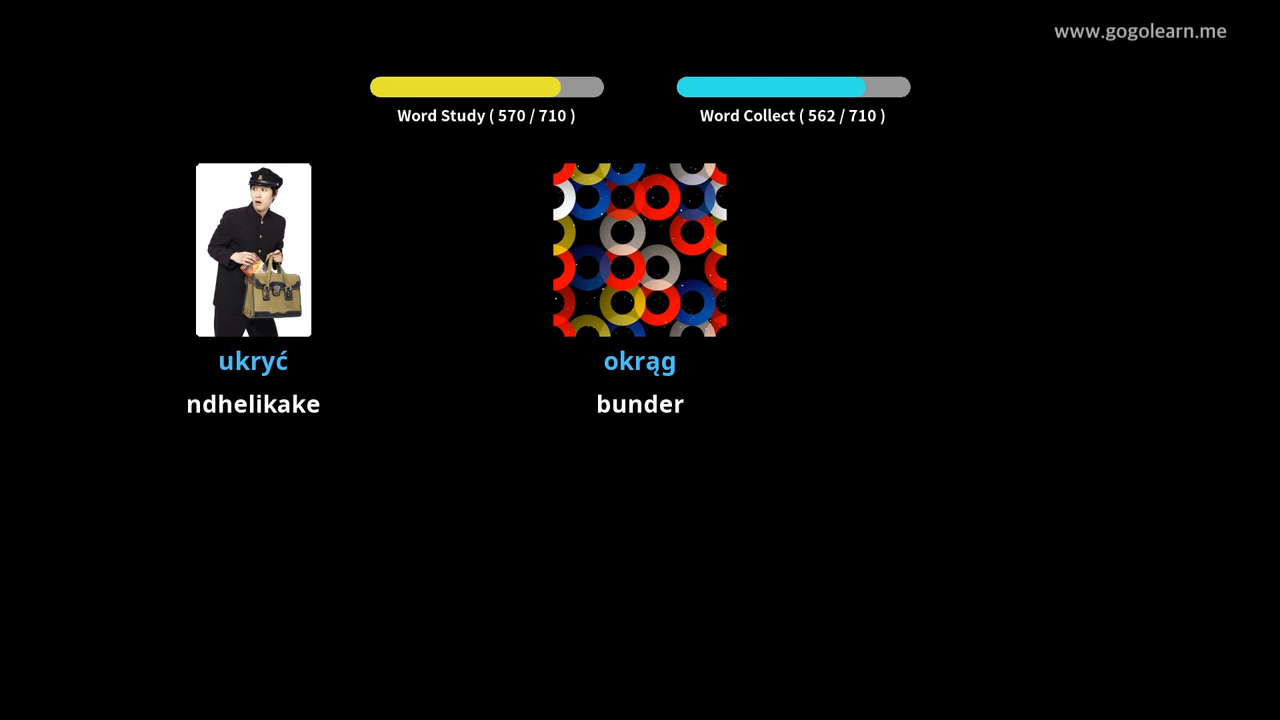 www.gogolearn.me
Word Study ( 570 / 710 )
Word Collect ( 562 / 710 )
ukryć
ndhelikake
okrąg
bunder